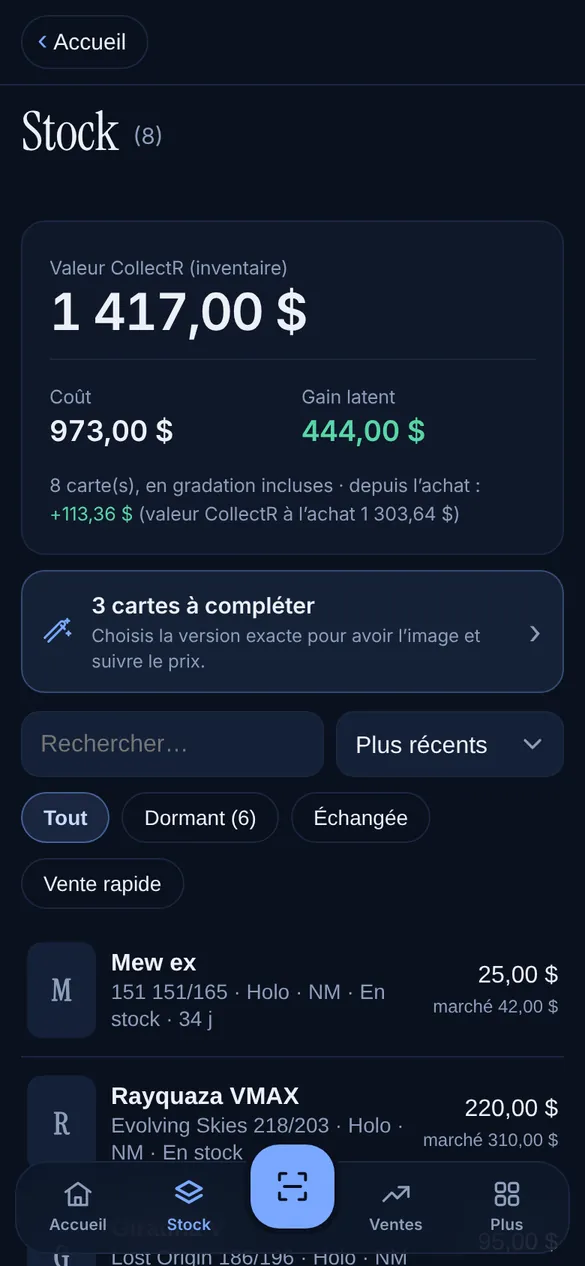 Accueil
Stock (8)
Valeur CollectR (inventaire)
1 417,00 $
Coût
Gain latent
973,00 $
444,00 $
8 carte(s), en gradation incluses · depuis l’achat :
+113,36 $ (valeur CollectR à l’achat 1 303,64 $)
3 cartes à compléter
Choisis la version exacte pour avoir l’image et
suivre le prix.
Rechercher…
Plus récents
Tout
Dormant (6)
Échangée
Vente rapide
M
Mew ex
151 151/165 · Holo · NM · En
stock · 34 j
25,00 $
marché 42,00 $
R
Rayquaza VMAX
Evolving Skies 218/203 · Holo ·
NM · En stock
220,00 $
marché 310,00 $
G
95,00 $
Lost Origin 186/196 · Holo · NM
Accueil
Stock
Ventes
Plus